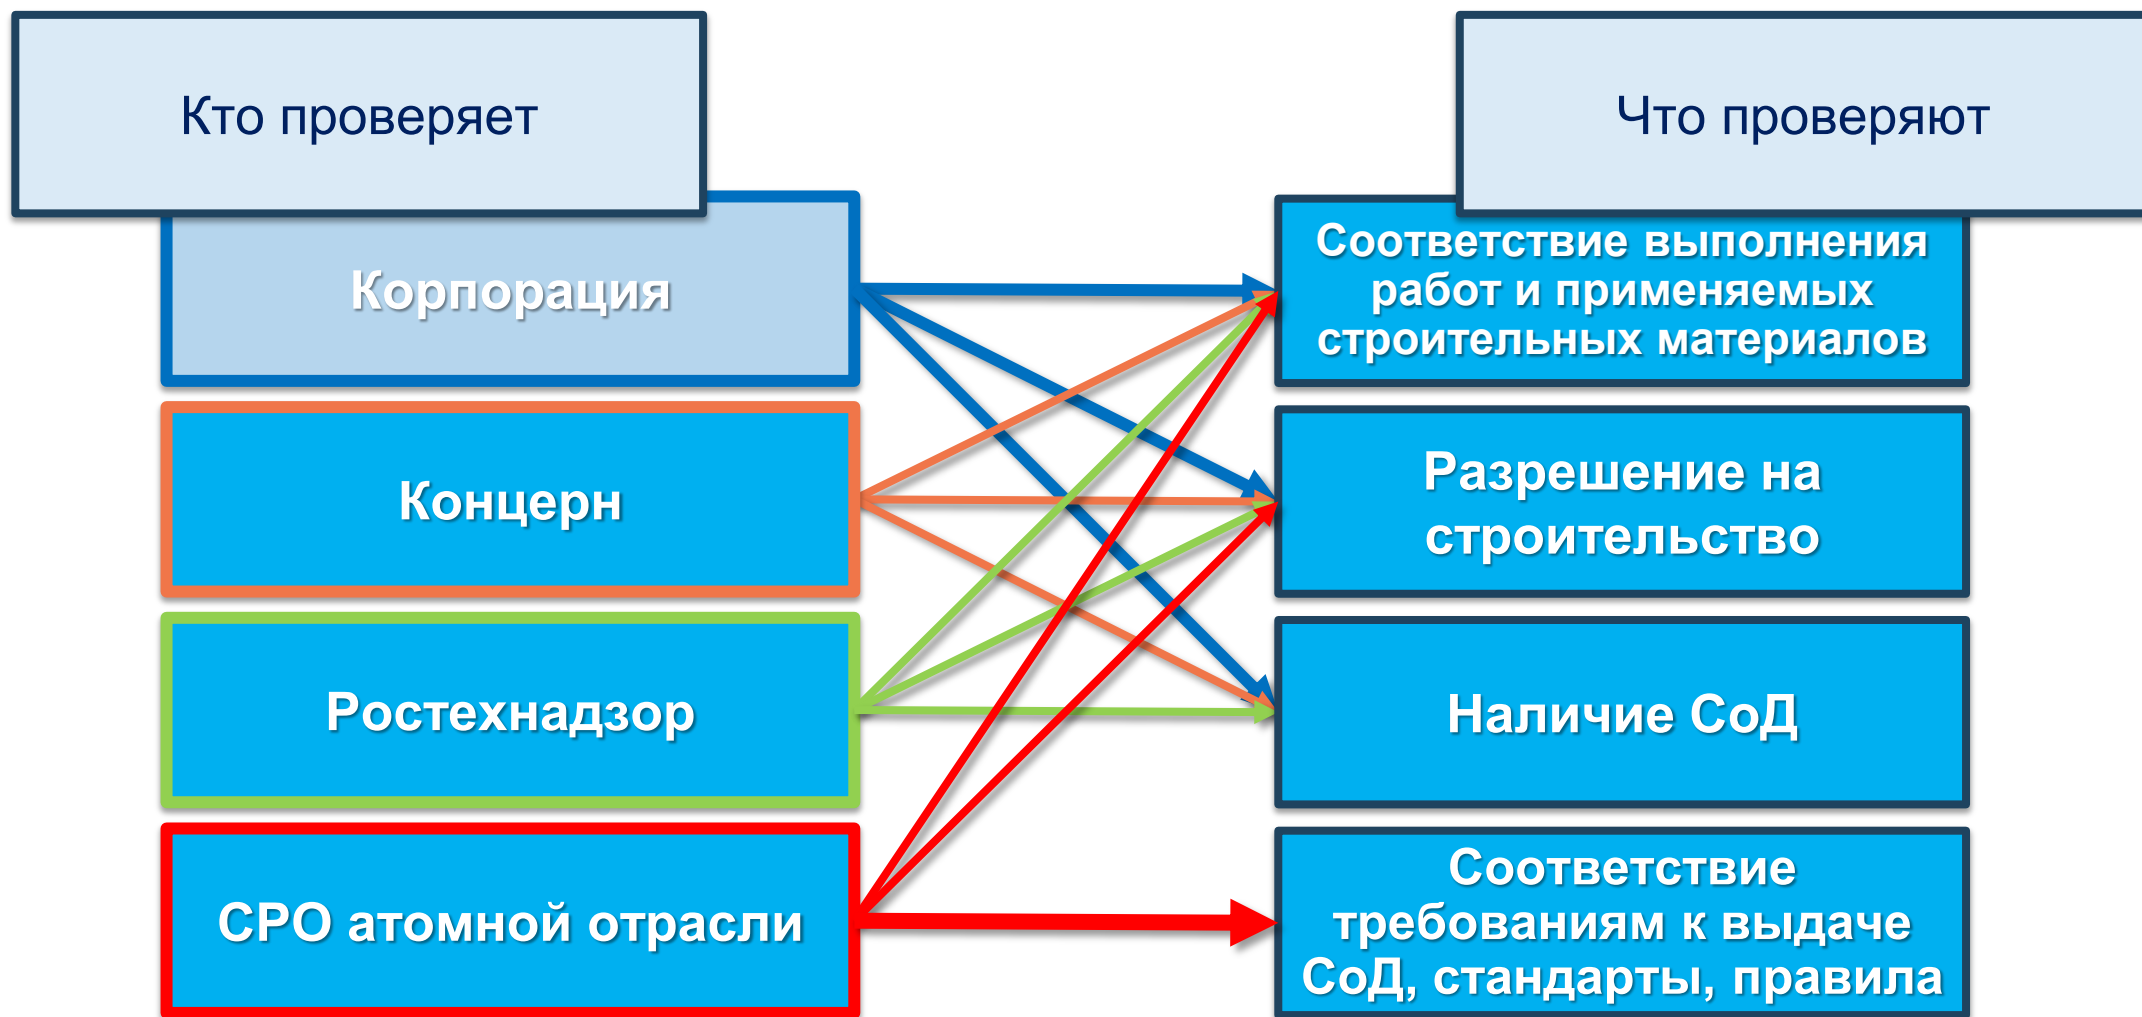 Кто проверяет
Что проверяют
Корпорация
Соответствие выполнения
работ и применяемых
строительных материалов
Концерн
Разрешение на
строительство
Ростехнадзор
Наличие СоД
СРО атомной отрасли
Соответствие
требованиям к выдаче
СоД, стандарты, правила